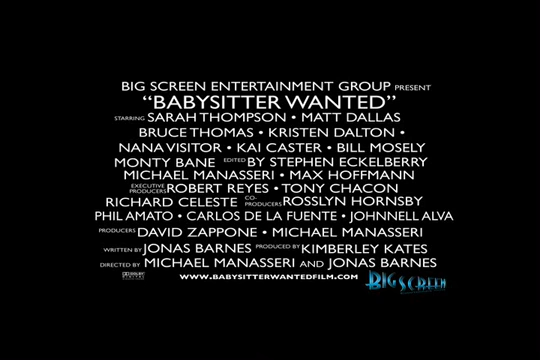 BIG SCREEN ENTERTAINMENT GROUP PRESENT
“BABYSITTER WANTED”
STARRING SARAH THOMPSON • MATT DALLAS
BRUCE THOMAS • KRISTEN DALTON •
NANA VISITOR • KAI CASTER • BILL MOSELY
MONTY BANE EDITED BY STEPHEN ECKELBERRY
MICHAEL MANASSERI • MAX HOFFMANN
EXECUTIVE PRODUCERS ROBERT REYES • TONY CHACON
RICHARD CELESTE CO-PRODUCERS ROSSLYN HORNSBY
PHIL AMATO • CARLOS DE LA FUENTE • JOHNNELL ALVA
PRODUCERS DAVID ZAPPONE • MICHAEL MANASSERI
WRITTEN BY JONAS BARNES PRODUCED BY KIMBERLEY KATES
DIRECTED BY MICHAEL MANASSERI AND JONAS BARNES
WWW.BABYSITTERWANTEDFILM.COM BIG SCREEN